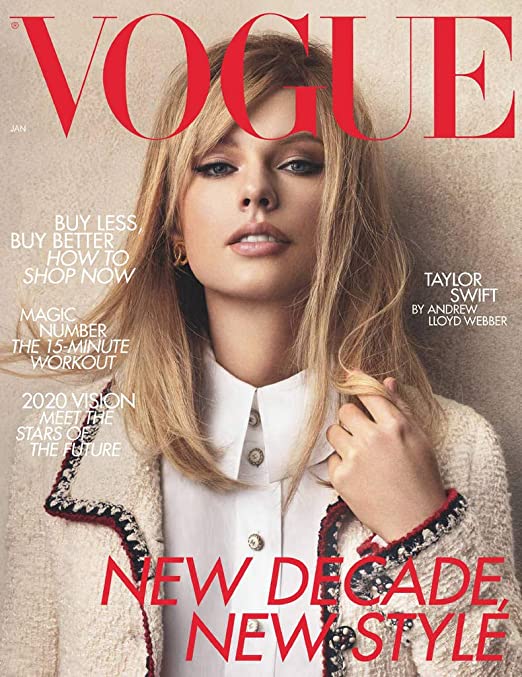 VOGUE
JAN
BUY LESS,
BUY BETTER
HOW TO
SHOP NOW
MAGIC
NUMBER
THE 15-MINUTE
WORKOUT
2020 VISION
MEET THE
STARS OF
THE FUTURE
TAYLOR
SWIFT
BY ANDREW
LLOYD WEBBER
NEW DECADE,
NEW STYLE